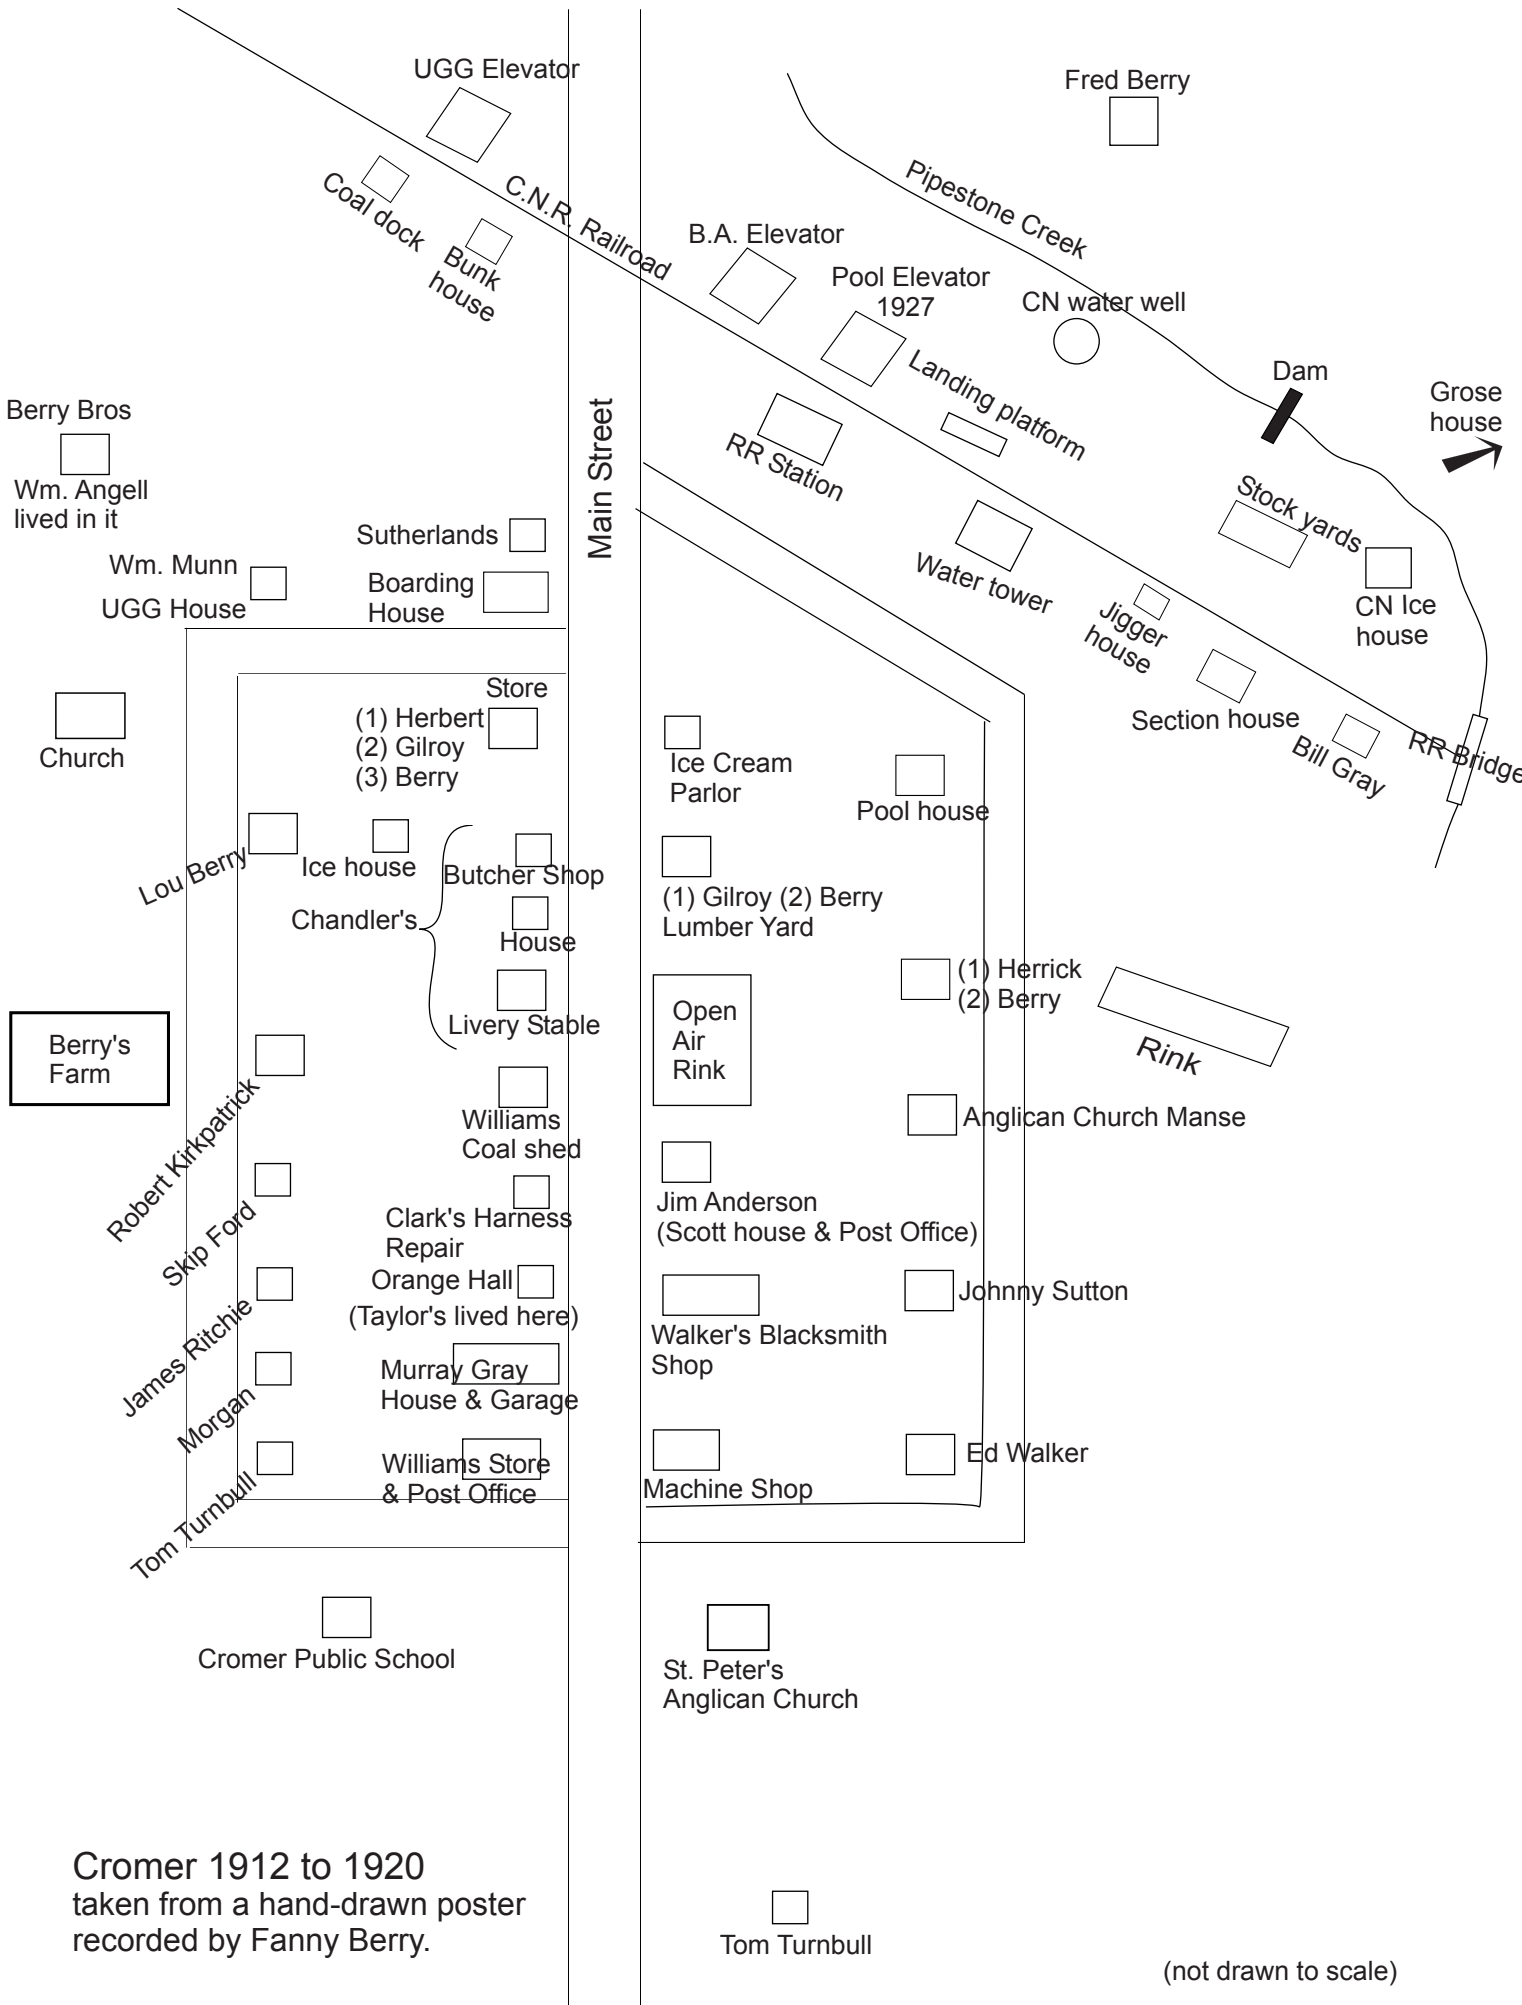 UGG Elevator
Fred Berry
Coal dock
C.N.R. Railroad
Pipestone Creek
Bunk
house
B.A. Elevator
Pool Elevator
1927
CN water well
Landing platform
Dam
Grose
house
Berry Bros
Wm. Angell
lived in it
Main Street
RR Station
Stock yards
Sutherlands
Wm. Munn
UGG House
Boarding
House
Water tower
Jigger
house
CN Ice
house
Section house
Bill Gray
RR Bridge
Church
Store
(1) Herbert
(2) Gilroy
(3) Berry
Ice Cream
Parlor
Pool house
Lou Berry
Ice house
Butcher Shop
Chandler's
House
Livery Stable
(1) Gilroy (2) Berry
Lumber Yard
(1) Herrick
(2) Berry
Open
Air
Rink
Rink
Berry's
Farm
Robert Kirkpatrick
Williams
Coal shed
Anglican Church Manse
Skip Ford
Clark's Harness
Repair
Jim Anderson
(Scott house & Post Office)
James Ritchie
Orange Hall
(Taylor's lived here)
Johnny Sutton
Walker's Blacksmith
Shop
Morgan
Murray Gray
House & Garage
Tom Turnbull
Williams Store
& Post Office
Machine Shop
Ed Walker
Cromer Public School
St. Peter's
Anglican Church
Cromer 1912 to 1920
taken from a hand-drawn poster
recorded by Fanny Berry.
Tom Turnbull
(not drawn to scale)